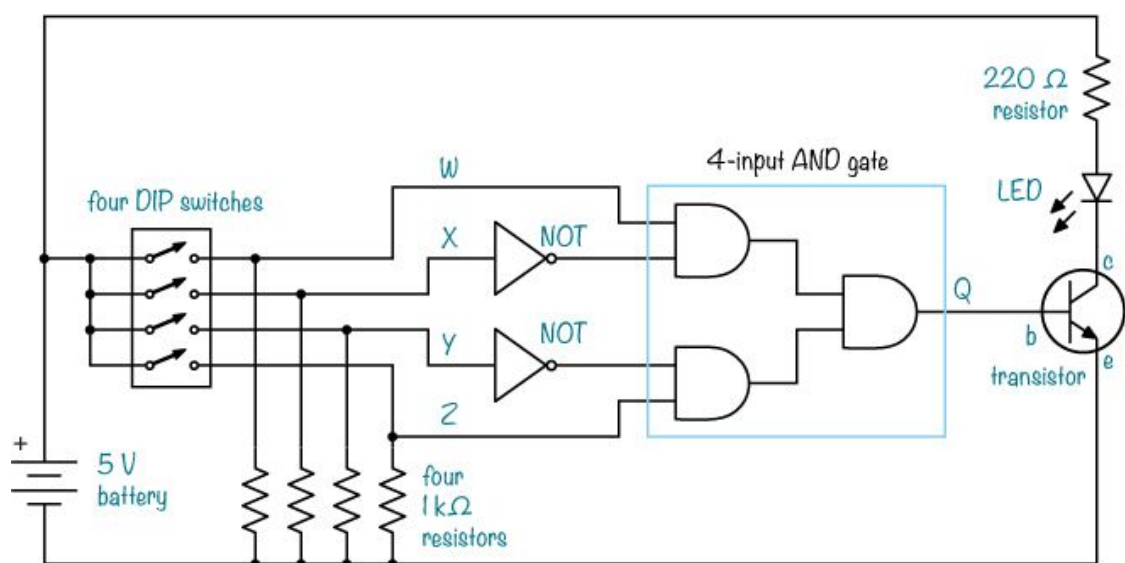 220 Ω
resistor
4-input AND gate
W
LED
four DIP switches
X
NOT
c
Q
b
Y
NOT
e
transistor
Z
+
5 V
battery
four
1 kΩ
resistors